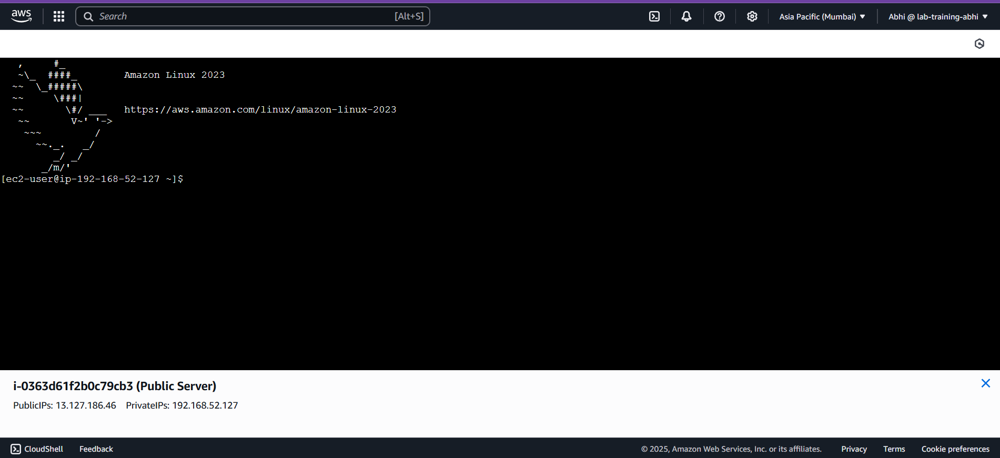 aws
Search [Alt+S]
Asia Pacific (Mumbai)
Abhi @ lab-training-abhi
   ,     #_
   ~\_  ####_        Amazon Linux 2023
  ~~  \_#####\
  ~~     \###|
  ~~       \#/ ___   https://aws.amazon.com/linux/amazon-linux-2023
   ~~       V~' '->
    ~~~         /
      ~~._.   _/
         _/ _/
       _/m/'
[ec2-user@ip-192-168-52-127 ~]$
i-0363d61f2b0c79cb3 (Public Server)
PublicIPs: 13.127.186.46 PrivateIPs: 192.168.52.127
CloudShell Feedback © 2025, Amazon Web Services, Inc. or its affiliates. Privacy Terms Cookie preferences